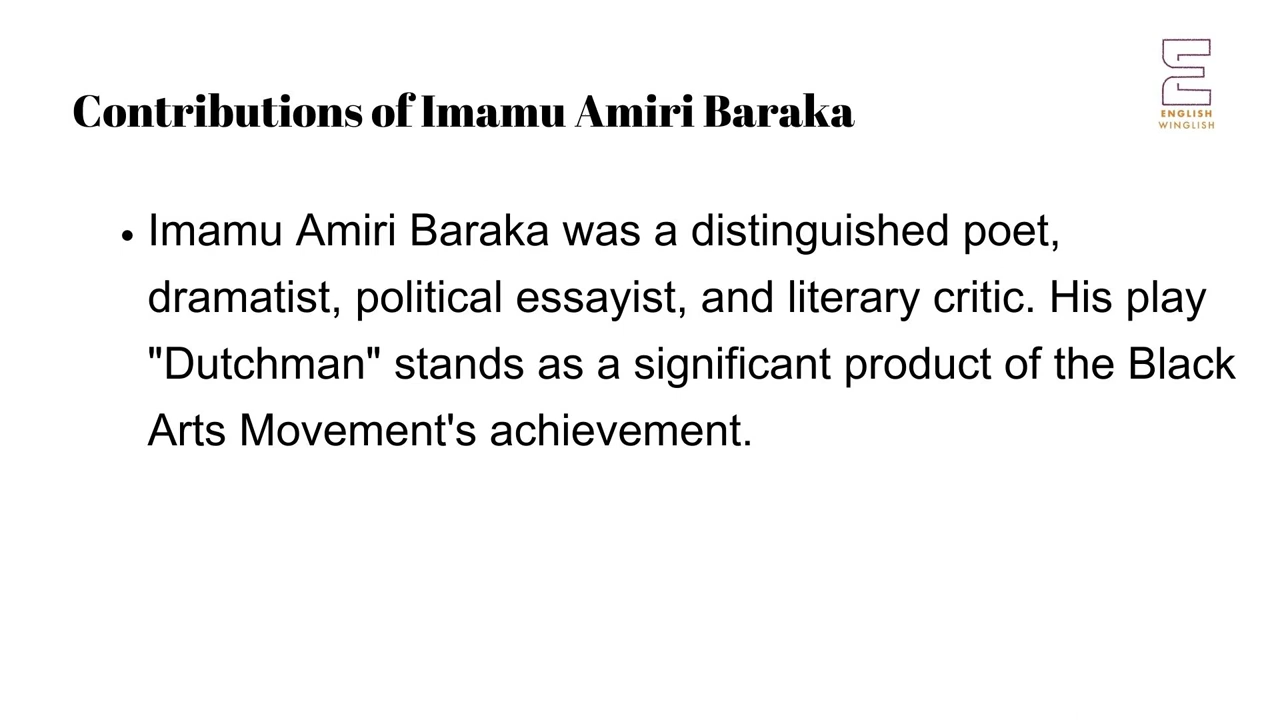 Contributions of Imamu Amiri Baraka
ENGLISH
WINGLISH
• Imamu Amiri Baraka was a distinguished poet,
dramatist, political essayist, and literary critic. His play
"Dutchman" stands as a significant product of the Black
Arts Movement's achievement.